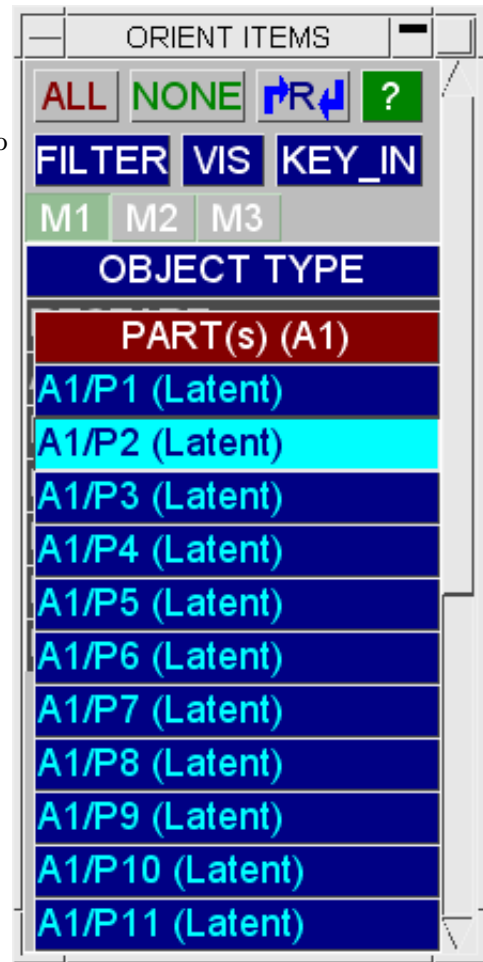 ORIENT ITEMS
ALL NONE R ?
FILTER VIS KEY_IN
M1 M2 M3
OBJECT TYPE
PART(s) (A1)
A1/P1 (Latent)
A1/P2 (Latent)
A1/P3 (Latent)
A1/P4 (Latent)
A1/P5 (Latent)
A1/P6 (Latent)
A1/P7 (Latent)
A1/P8 (Latent)
A1/P9 (Latent)
A1/P10 (Latent)
A1/P11 (Latent)